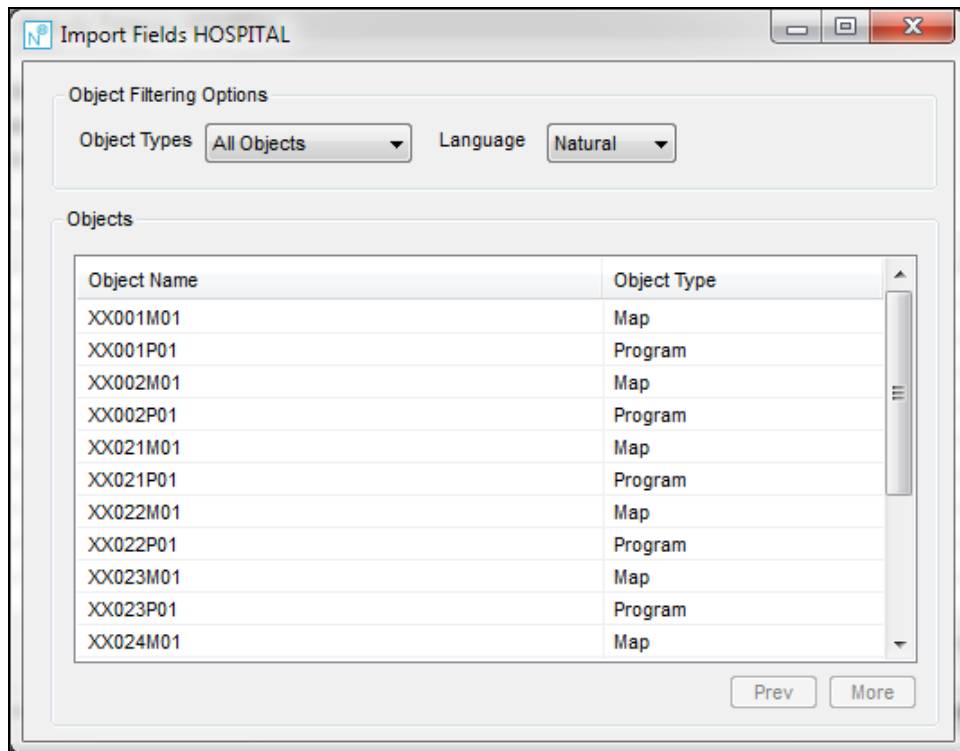 Import Fields HOSPITAL
Object Filtering Options
Object Types All Objects Language Natural
Objects
Object Name Object Type
XX001M01 Map
XX001P01 Program
XX002M01 Map
XX002P01 Program
XX021M01 Map
XX021P01 Program
XX022M01 Map
XX022P01 Program
XX023M01 Map
XX023P01 Program
XX024M01 Map
Prev More